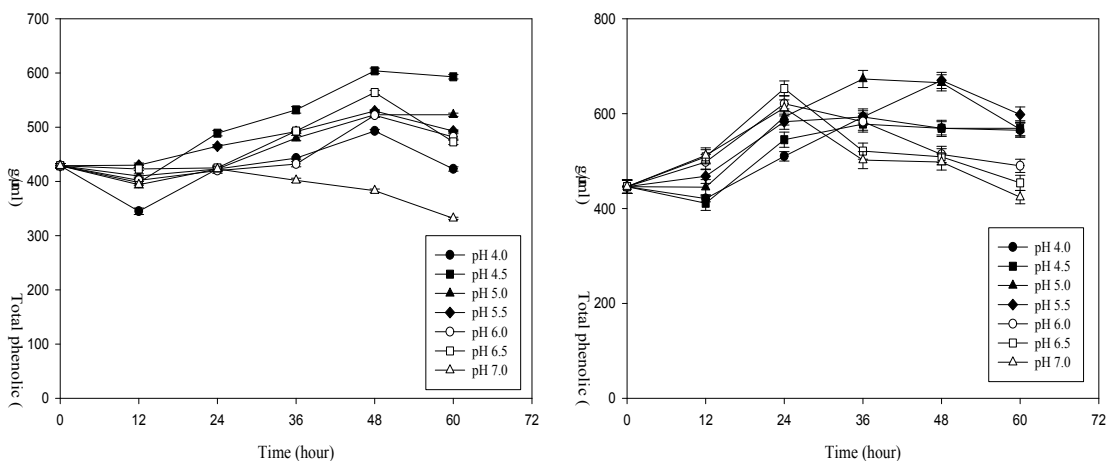 700
600
500
400
300
200
100
0
Total phenolic (
g/ml)
0 12 24 36 48 60 72
Time (hour)
pH 4.0
pH 4.5
pH 5.0
pH 5.5
pH 6.0
pH 6.5
pH 7.0
800
600
400
200
0
Total phenolic (
g/ml)
0 12 24 36 48 60 72
Time (hour)
pH 4.0
pH 4.5
pH 5.0
pH 5.5
pH 6.0
pH 6.5
pH 7.0